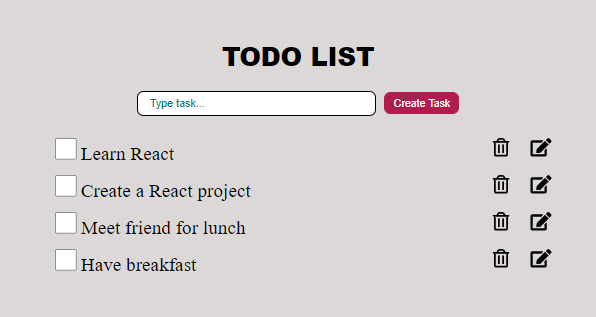 TODO LIST
Type task...
Create Task
Learn React
Create a React project
Meet friend for lunch
Have breakfast